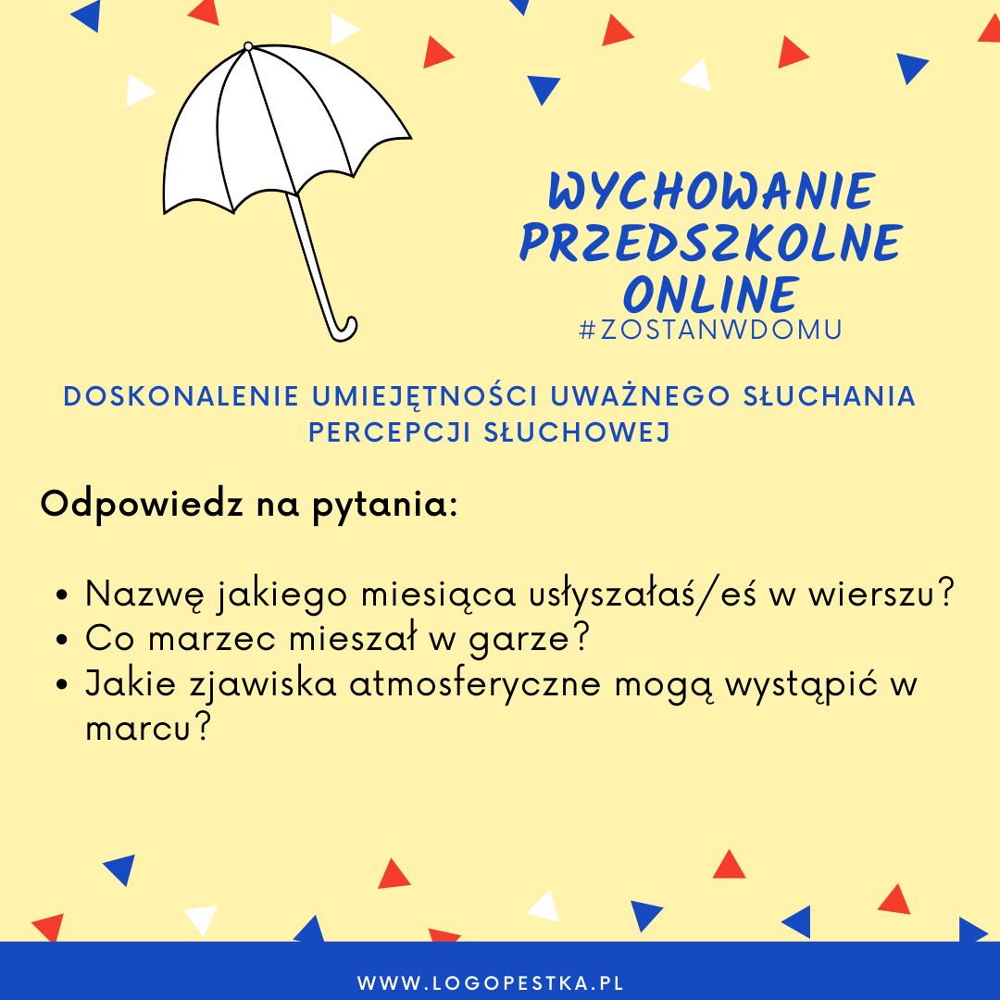 WYCHOWANIE
PRZEDSZKOLNE
ONLINE
#ZOSTANWDOMU
DOSKONALENIE UMIEJĘTNOŚCI UWAŻNEGO SŁUCHANIA
PERCEPCJI SŁUCHOWEJ
Odpowiedz na pytania:
• Nazwę jakiego miesiąca usłyszałaś/eś w wierszu?
• Co marzec mieszał w garze?
• Jakie zjawiska atmosferyczne mogą wystąpić w
marcu?
WWW.LOGOPESTKA.PL